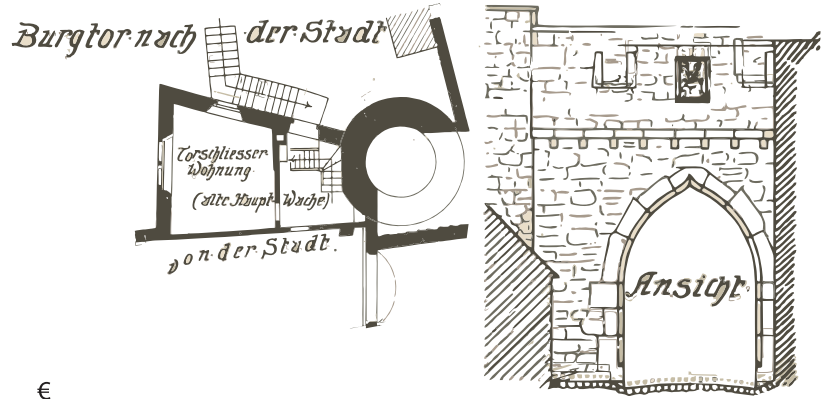 Burgtor nach der Stadt
Torschliesser
Wohnung
(alte Haupt Wache)
von der Stadt.
Ansicht.
€